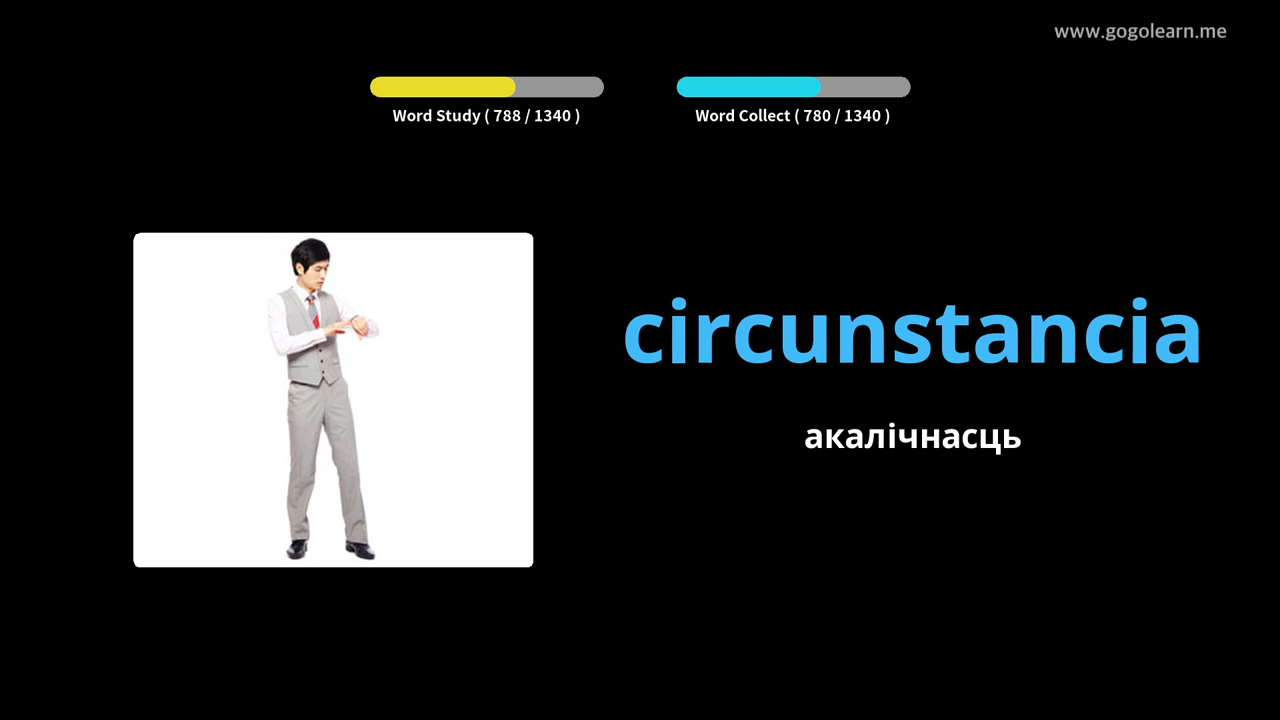 www.gogolearn.me
Word Study ( 788 / 1340 )
Word Collect ( 780 / 1340 )
circunstancia
акалічнасць